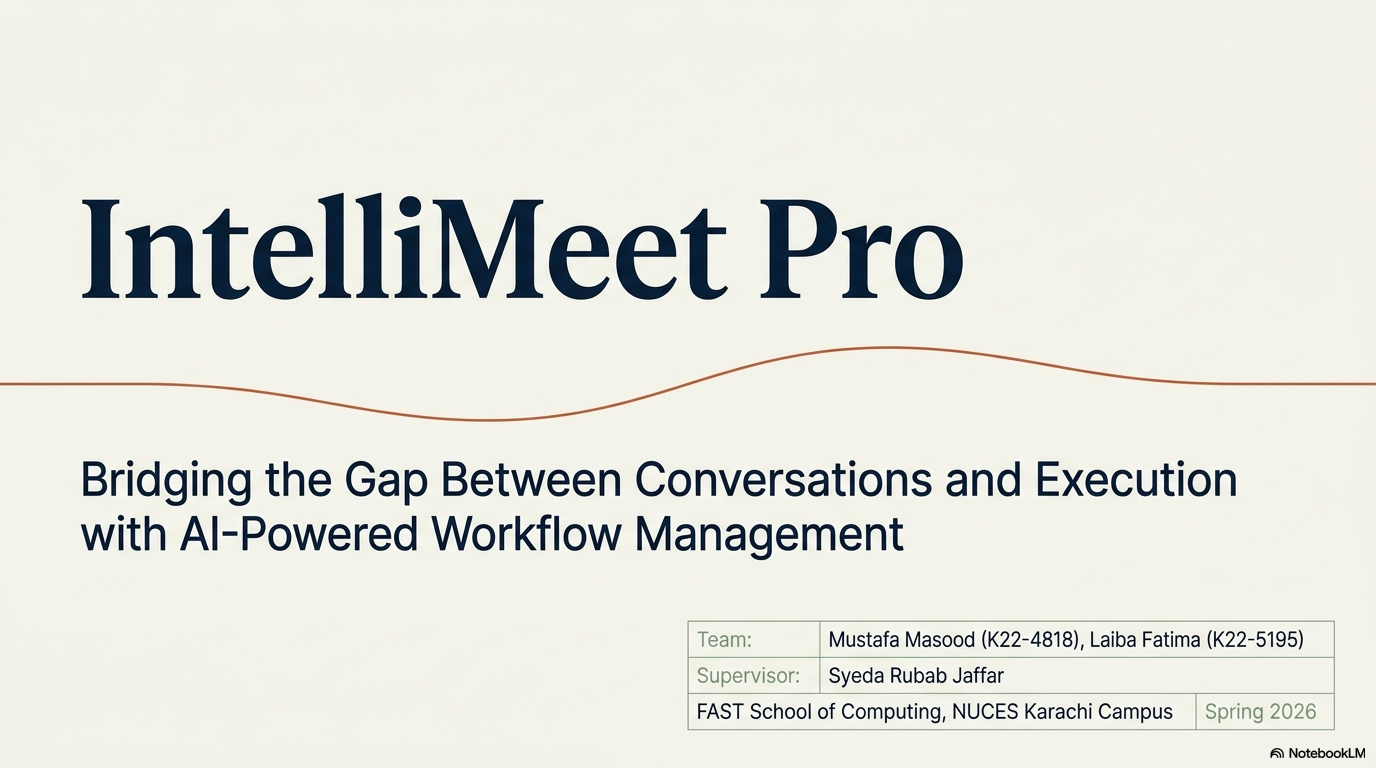 IntelliMeet Pro
Bridging the Gap Between Conversations and Execution
with AI-Powered Workflow Management
Team: Mustafa Masood (K22-4818), Laiba Fatima (K22-5195)
Supervisor: Syeda Rubab Jaffar
FAST School of Computing, NUCES Karachi Campus Spring 2026
NotebookLM